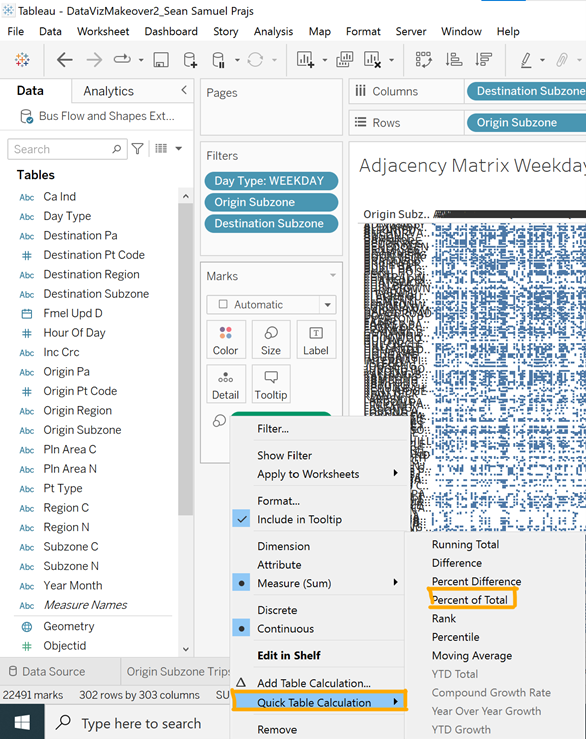 Tableau - DataVizMakeover2_Sean Samuel Prajs
File Data Worksheet Dashboard Story Analysis Map Format Server Window Help
Data Analytics
Pages
iii Columns Destination Subzone
Rows Origin Subzone
Bus Flow and Shapes Ext...
Search
Filters
Day Type: WEEKDAY
Origin Subzone
Destination Subzone
Adjacency Matrix Weekday
Origin Subz..
Tables
Abc Ca Ind
Abc Day Type
Abc Destination Pa
# Destination Pt Code
Abc Destination Region
Abc Destination Subzone
Fmel Upd D
# Hour Of Day
Abc Inc Crc
Abc Origin Pa
# Origin Pt Code
Abc Origin Region
Abc Origin Subzone
Abc Pln Area C
Abc Pln Area N
Abc Pt Type
Abc Region C
Abc Region N
Abc Subzone C
Abc Subzone N
Abc Year Month
Abc Measure Names
Geometry
# Objectid
Marks
Automatic
Color Size Label
Detail Tooltip
Filter...
Show Filter
Apply to Worksheets
Format...
Include in Tooltip
Dimension
Attribute
Measure (Sum)
Discrete
Continuous
Edit in Shelf
Add Table Calculation...
Quick Table Calculation
Remove
Running Total
Difference
Percent Difference
Percent of Total
Rank
Percentile
Moving Average
YTD Total
Compound Growth Rate
Year Over Year Growth
YTD Growth
Data Source Origin Subzone Trips
22491 marks 302 rows by 303 columns SU
Type here to search